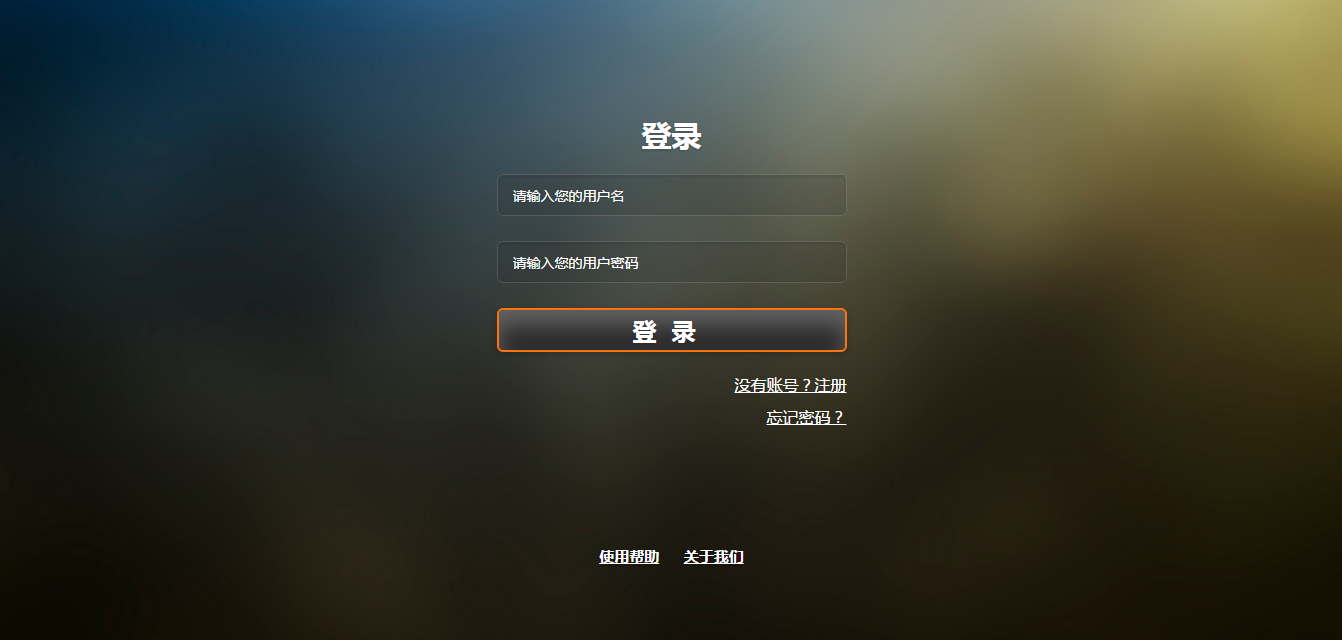 登录
请输入您的用户名
请输入您的用户密码
登 录
没有账号？注册
忘记密码？
使用帮助 关于我们